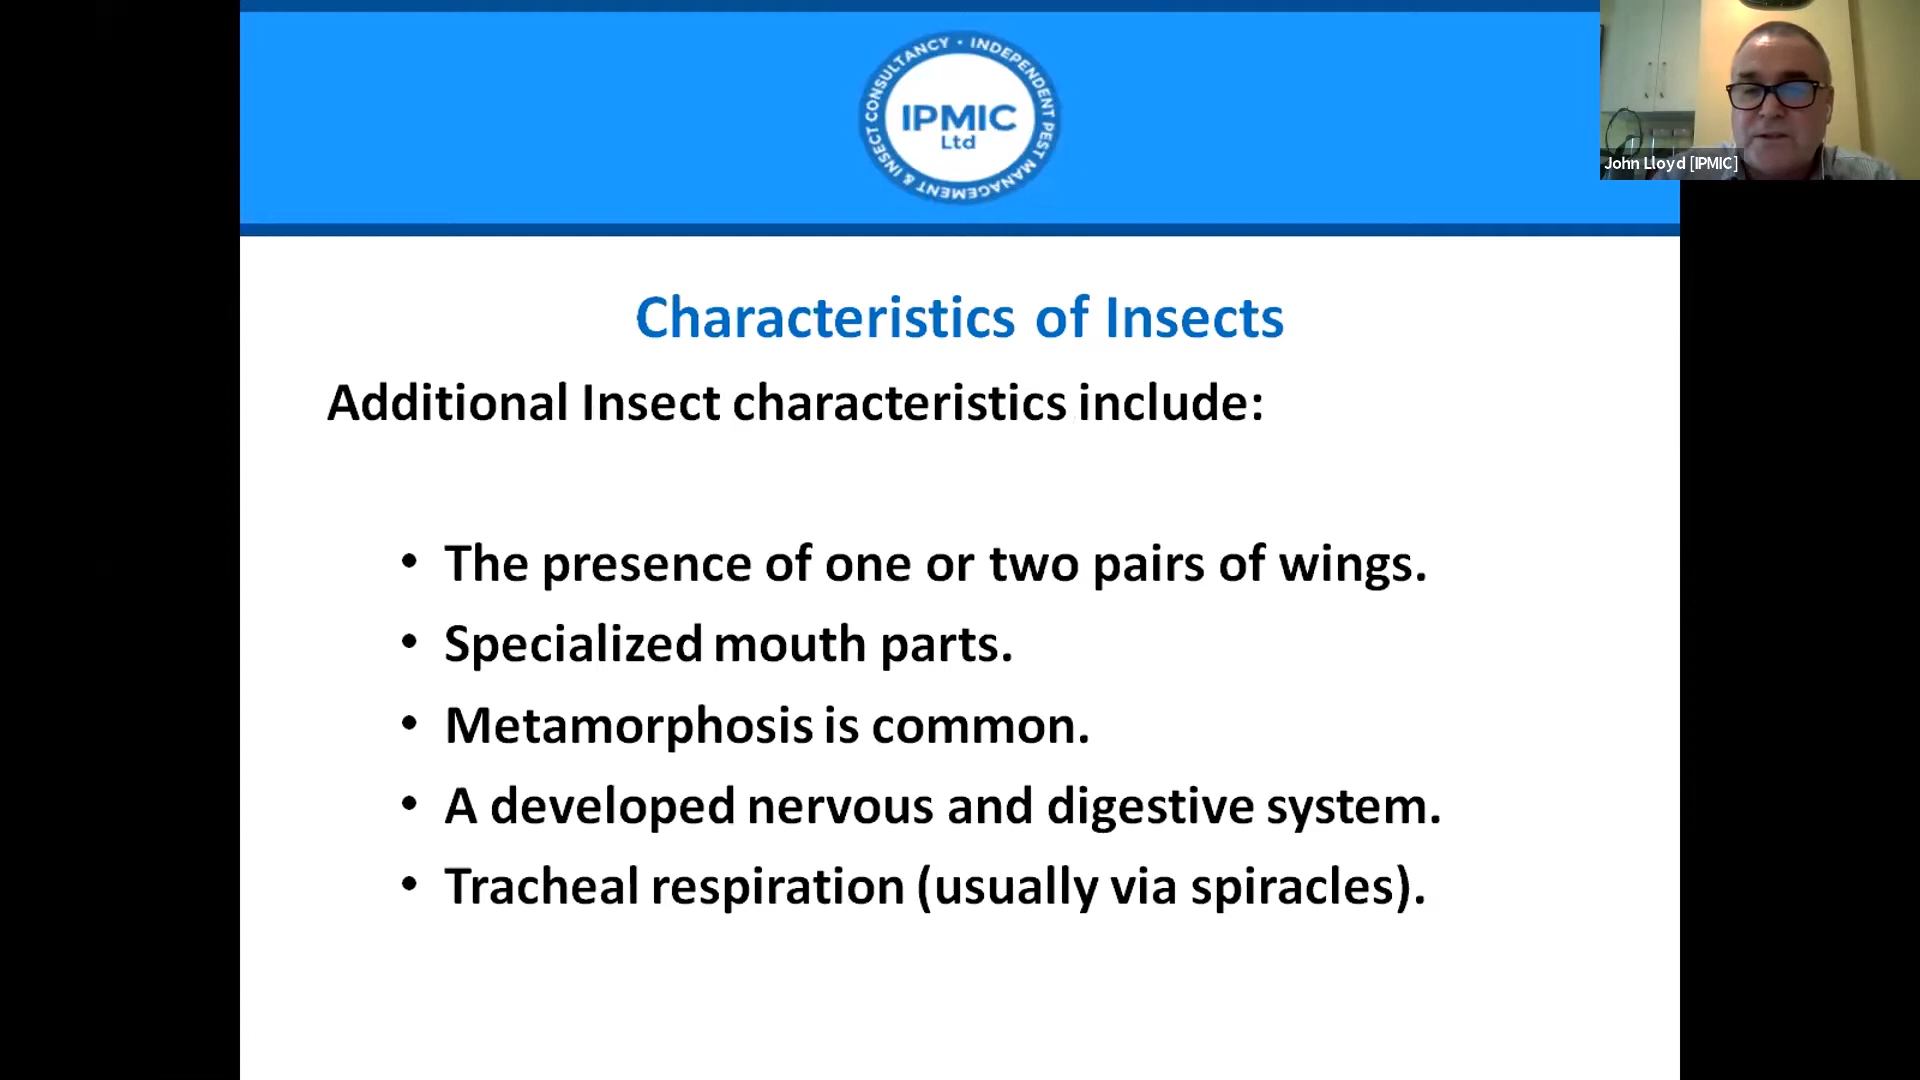 INDEPENDENT PEST MANAGEMENT & INSECT CONSULTANCY •
IPMIC
Ltd
John Lloyd [IPMIC]
Characteristics of Insects
Additional Insect characteristics include:
• The presence of one or two pairs of wings.
• Specialized mouth parts.
• Metamorphosis is common.
• A developed nervous and digestive system.
• Tracheal respiration (usually via spiracles).